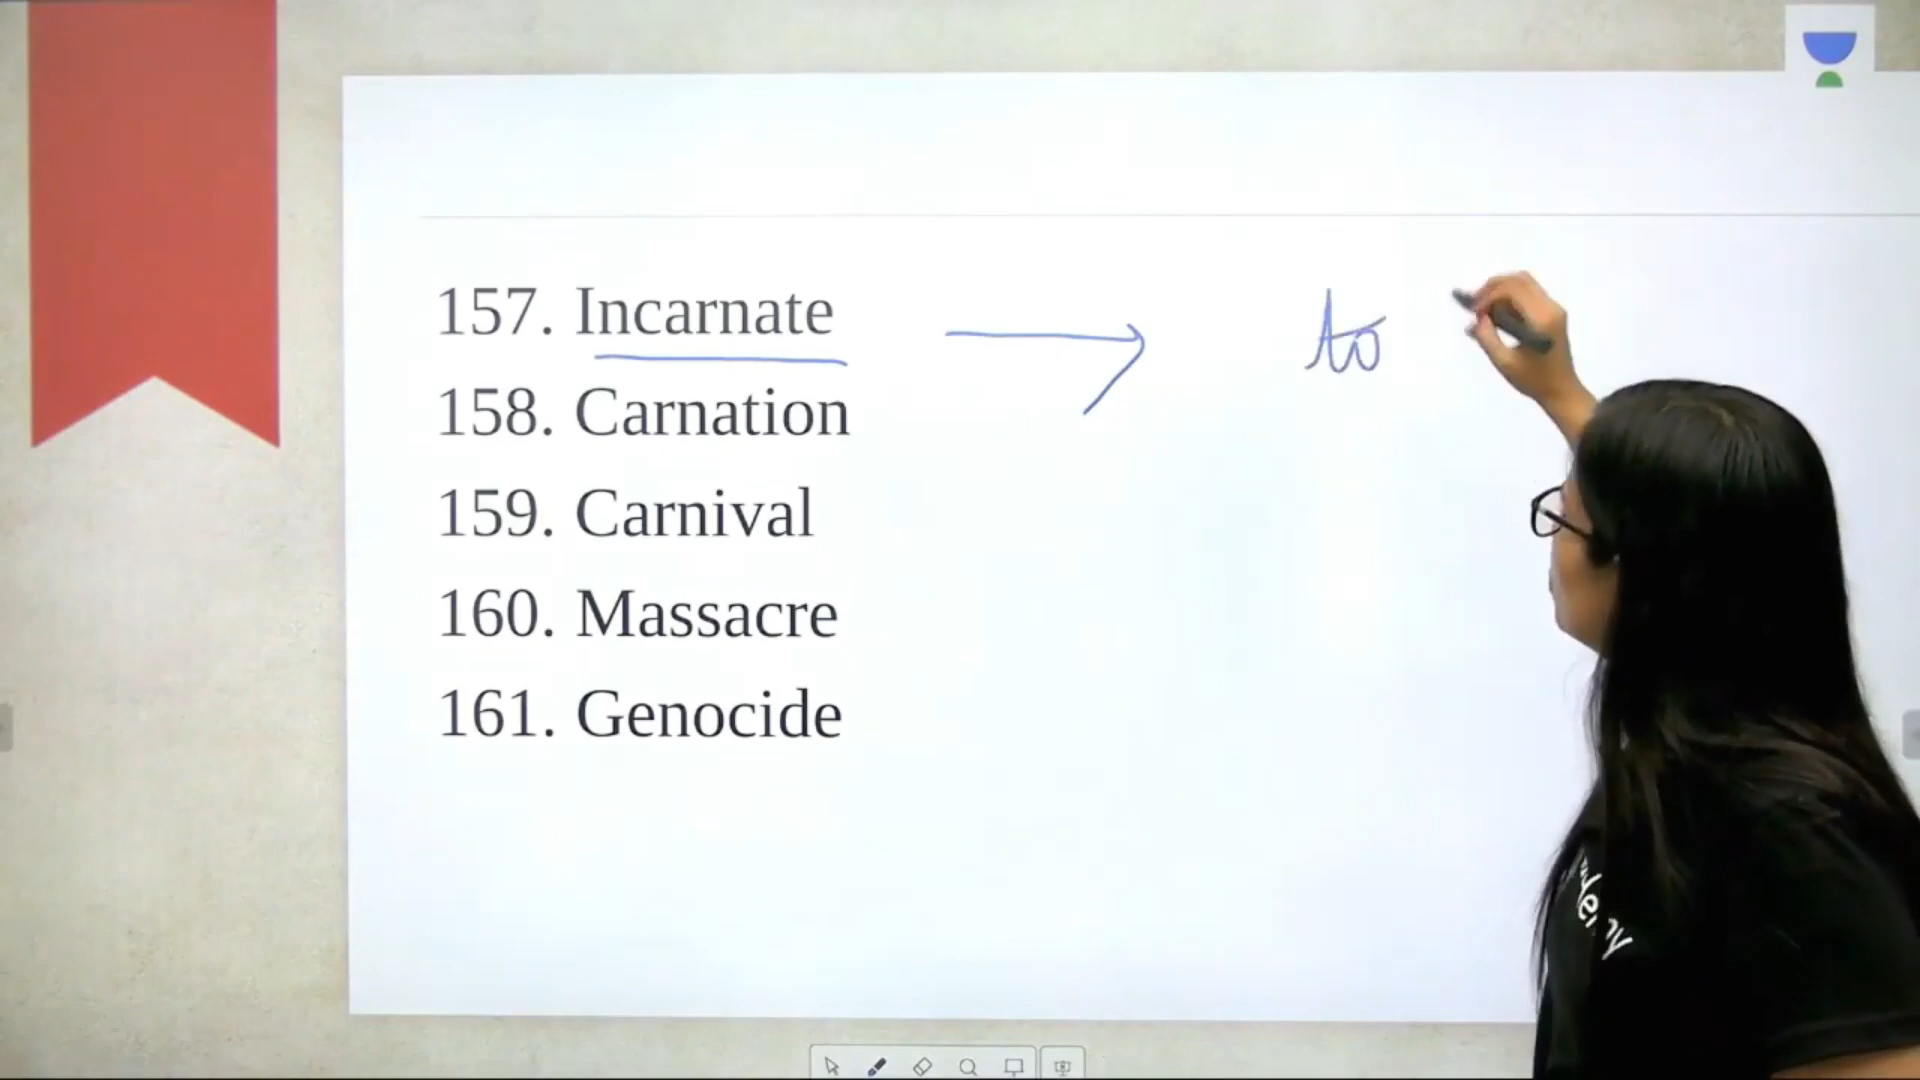 157. Incarnate
to
158. Carnation
159. Carnival
160. Massacre
161. Genocide